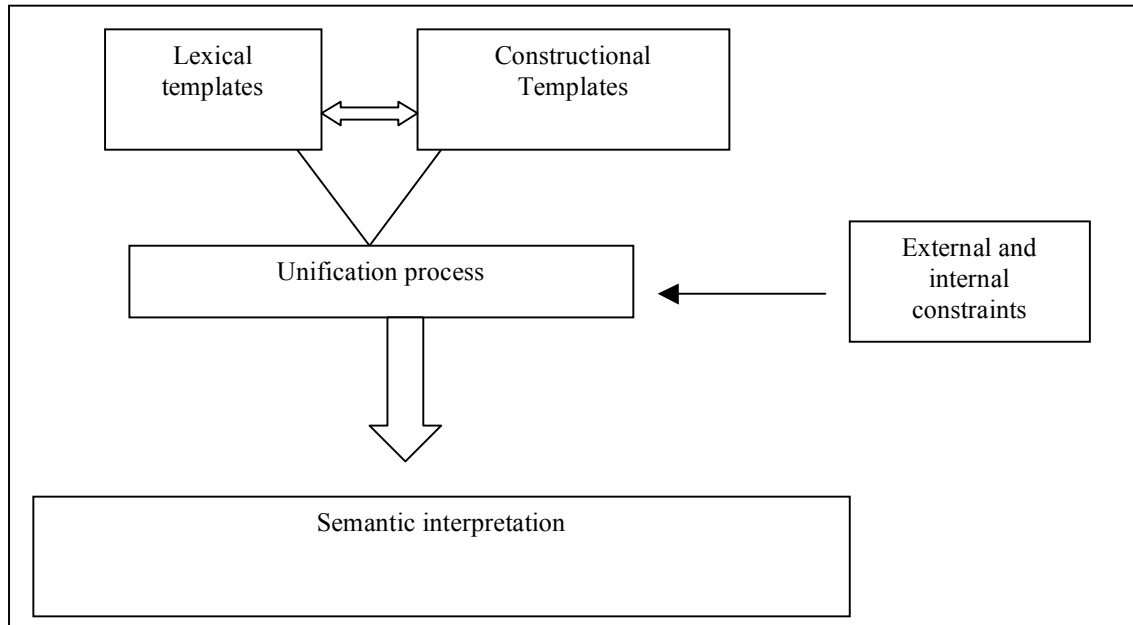 Lexical
templates
Constructional
Templates
Unification process
External and
internal
constraints
Semantic interpretation